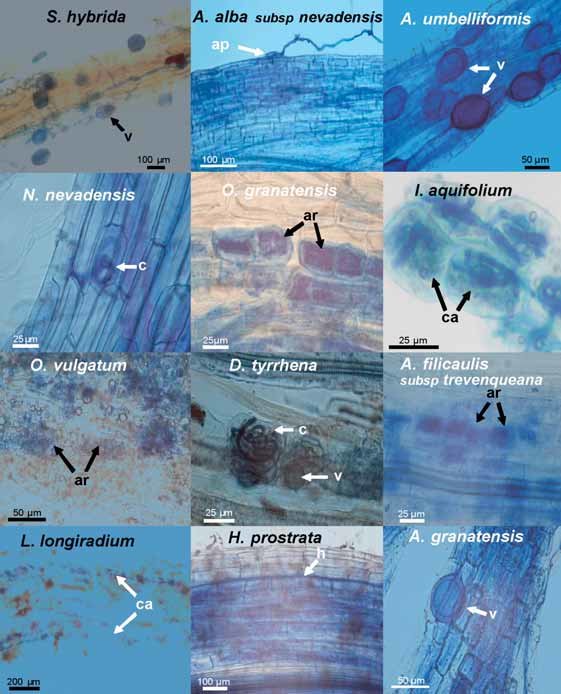 S. hybrida
v
100 µm
A. alba subsp nevadensis
ap
100 µm
A. umbelliformis
v
50 µm
N. nevadensis
c
25µm
O. granatensis
ar
25µm
I. aquifolium
ca
25 µm
O. vulgatum
ar
50 µm
D. tyrrhena
c
v
25 µm
A. filicaulis
subsp trevenqueana
ar
25 µm
L. longiradium
ca
200 µm
H. prostrata
h
100 µm
A. granatensis
v
50 µm